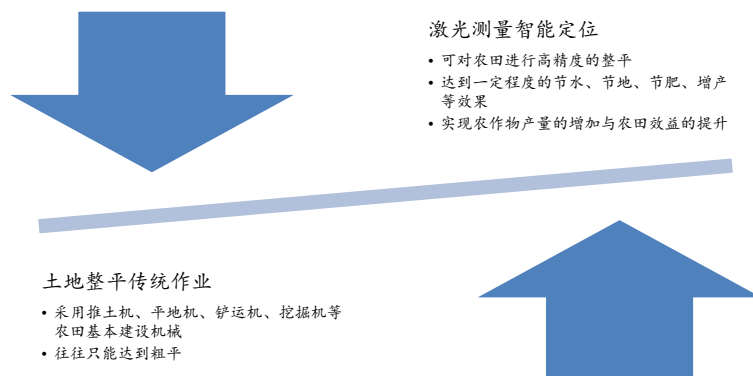 激光测量智能定位
• 可对农田进行高精度的整平
• 达到一定程度的节水、节地、节肥、增产
等效果
• 实现农作物产量的增加与农田效益的提升
土地整平传统作业
• 采用推土机、平地机、铲运机、挖掘机等
农田基本建设机械
• 往往只能达到粗平